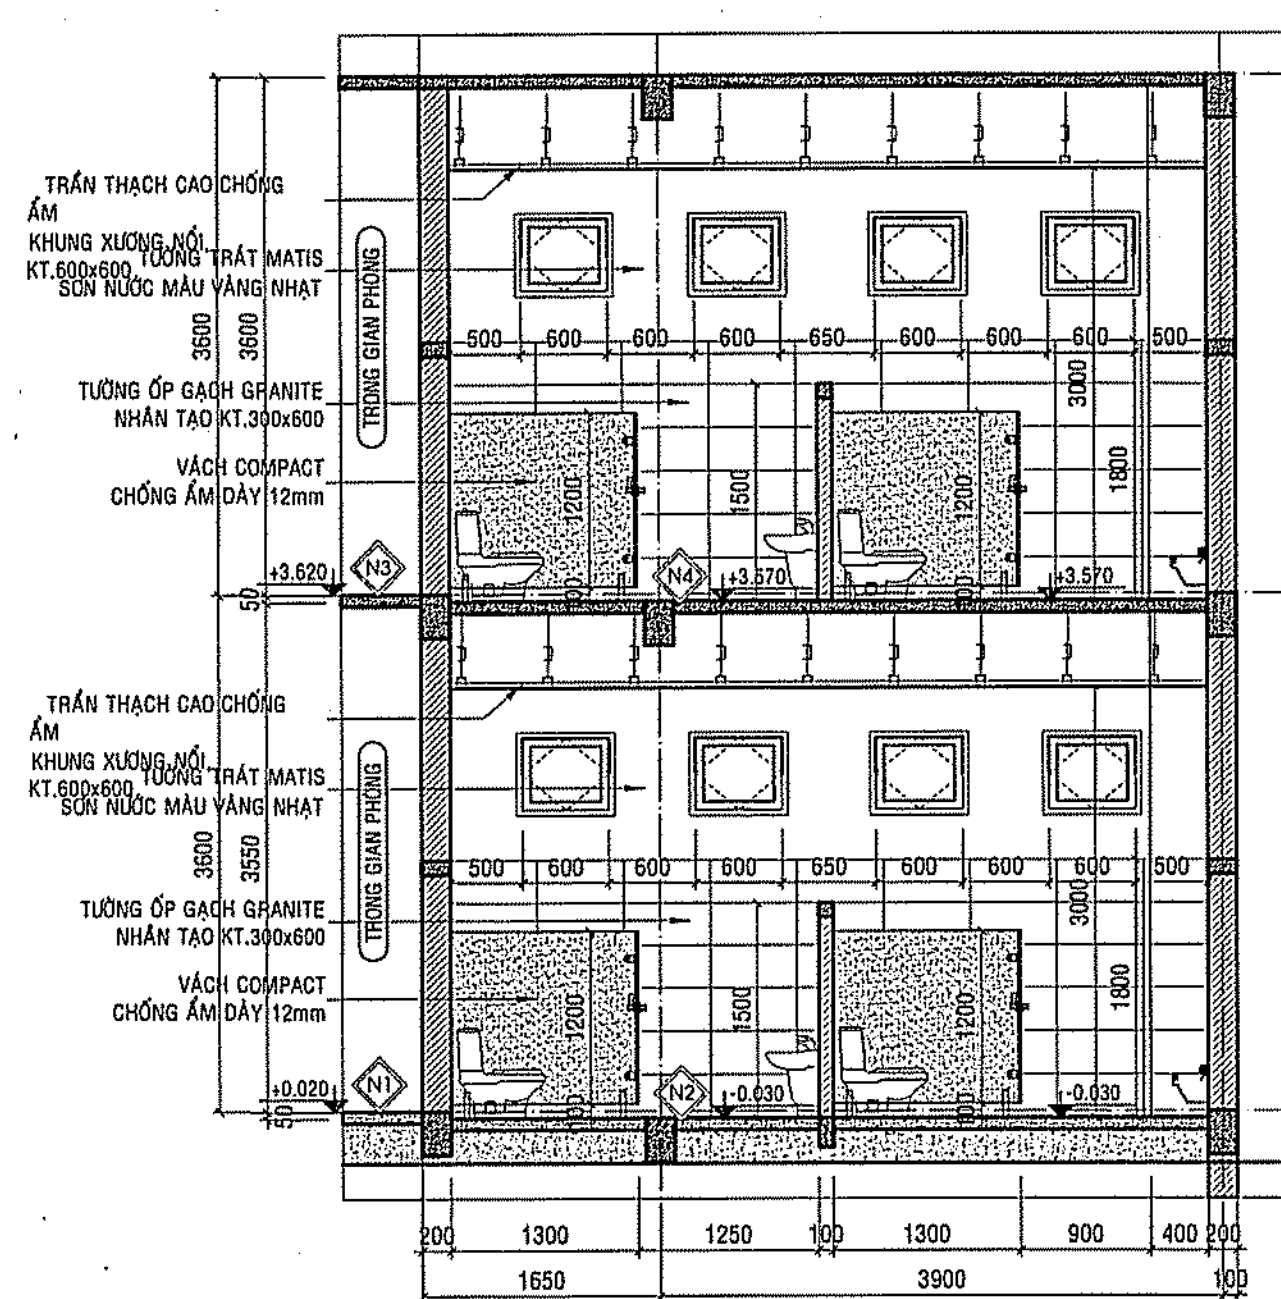 TRẦN THẠCH CAO CHỐNG
ẨM
KHUNG XƯƠNG NỔI
KT.600x600
TƯỜNG TRÁT MATIS
SƠN NƯỚC MÀU VÀNG NHẠT
TRONG GIAN PHÒNG
3600
3600
500 600 600 600 650 600 600 600 500
TƯỜNG ỐP GẠCH GRANITE
NHÂN TẠO KT.300x600
3000
VÁCH COMPACT
CHỐNG ẨM DÀY 12mm
1200
1500
1200
1800
N3
N4
+3.620
+3.570
+3.570
50
100
100
TRẦN THẠCH CAO CHỐNG
ẨM
KHUNG XƯƠNG NỔI
KT.600x600
TƯỜNG TRÁT MATIS
SƠN NƯỚC MÀU VÀNG NHẠT
TRONG GIAN PHÒNG
3600
3550
500 600 600 600 650 600 600 600 500
TƯỜNG ỐP GẠCH GRANITE
NHÂN TẠO KT.300x600
3000
VÁCH COMPACT
CHỐNG ẨM DÀY 12mm
1200
1500
1200
1800
N1
N2
+0.020
-0.030
-0.030
50
100
100
200 1300 1250 100 1300 900 400 200
1650 3900 100